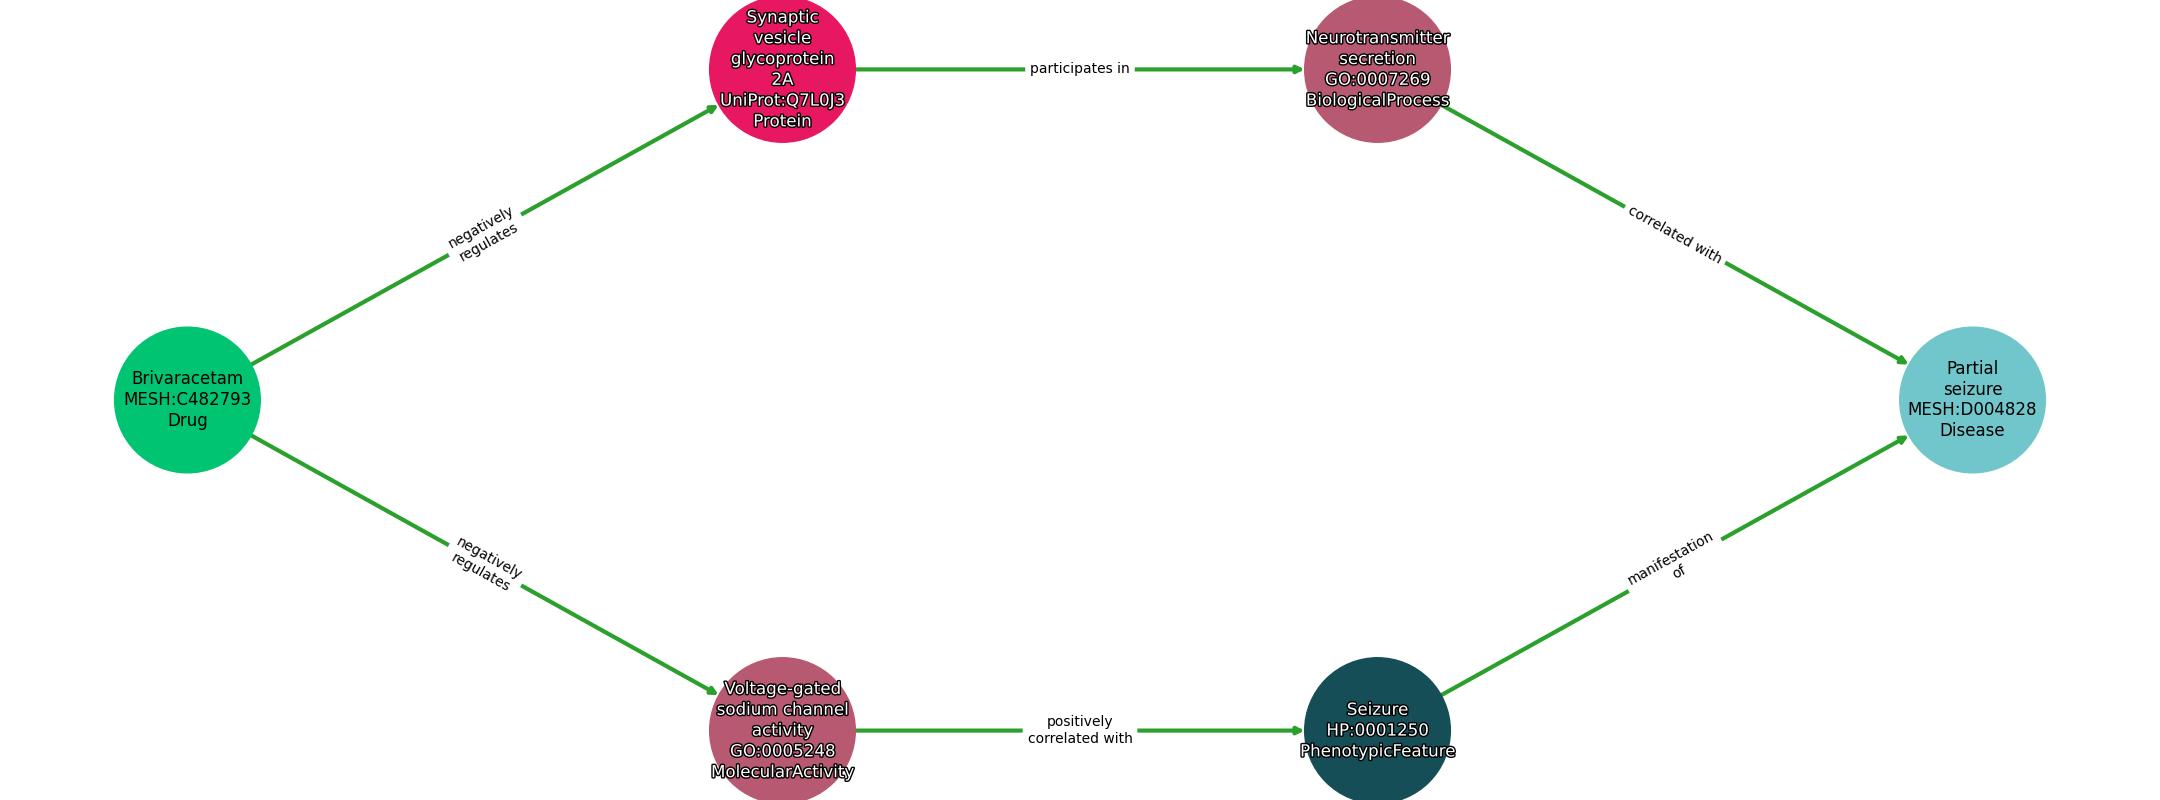 Synaptic
vesicle
glycoprotein
2A
UniProt:Q7L0J3
Protein
participates in
Neurotransmitter
secretion
GO:0007269
BiologicalProcess
negatively
regulates
correlated with
Brivaracetam
MESH:C482793
Drug
Partial
seizure
MESH:D004828
Disease
negatively
regulates
manifestation
of
Voltage-gated
sodium channel
activity
GO:0005248
MolecularActivity
positively
correlated with
Seizure
HP:0001250
PhenotypicFeature